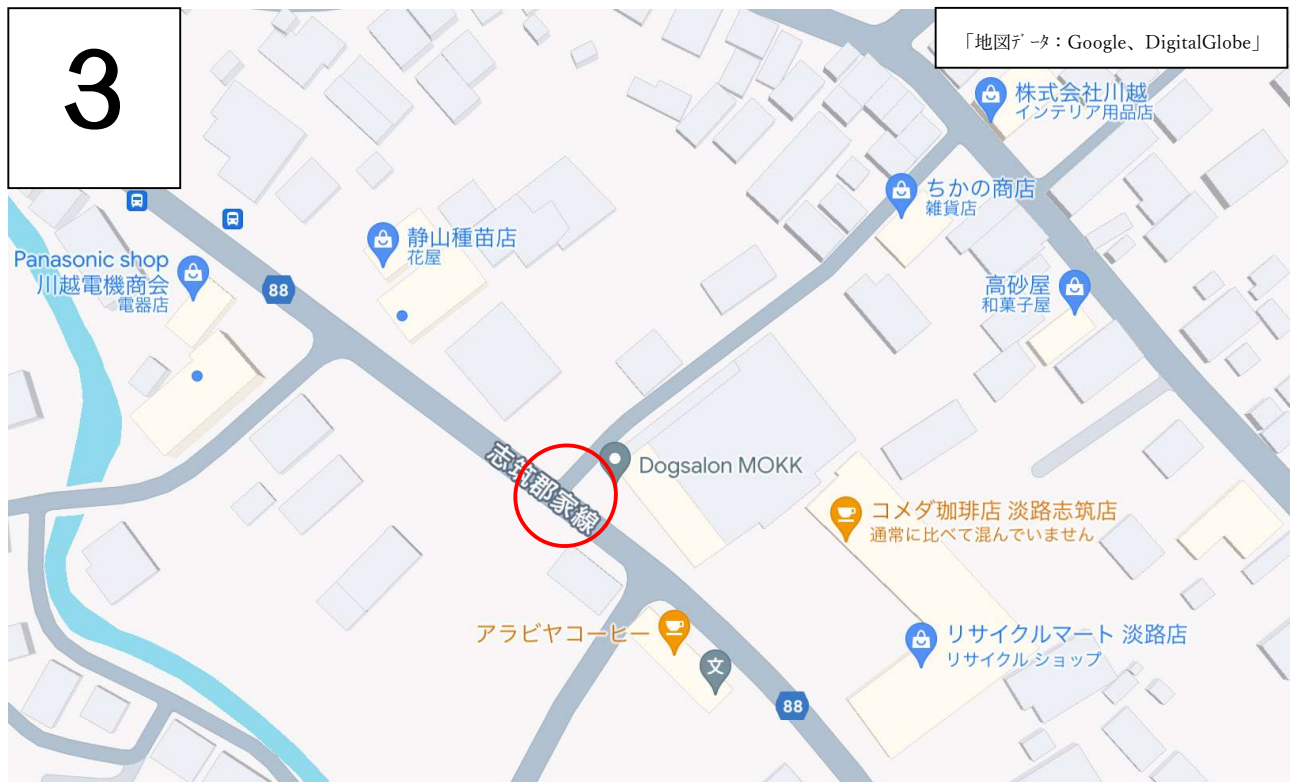 3
「地図ﾃﾞｰﾀ：Google、DigitalGlobe」
株式会社川越
インテリア用品店
ちかの商店
雑貨店
静山種苗店
花屋
Panasonic shop
川越電機商会
電器店
88
高砂屋
和菓子屋
志筑郡家線
Dogsalon MOKK
コメダ珈琲店 淡路志筑店
通常に比べて混んでいません
アラビヤコーヒー
リサイクルマート 淡路店
リサイクル ショップ
文
88